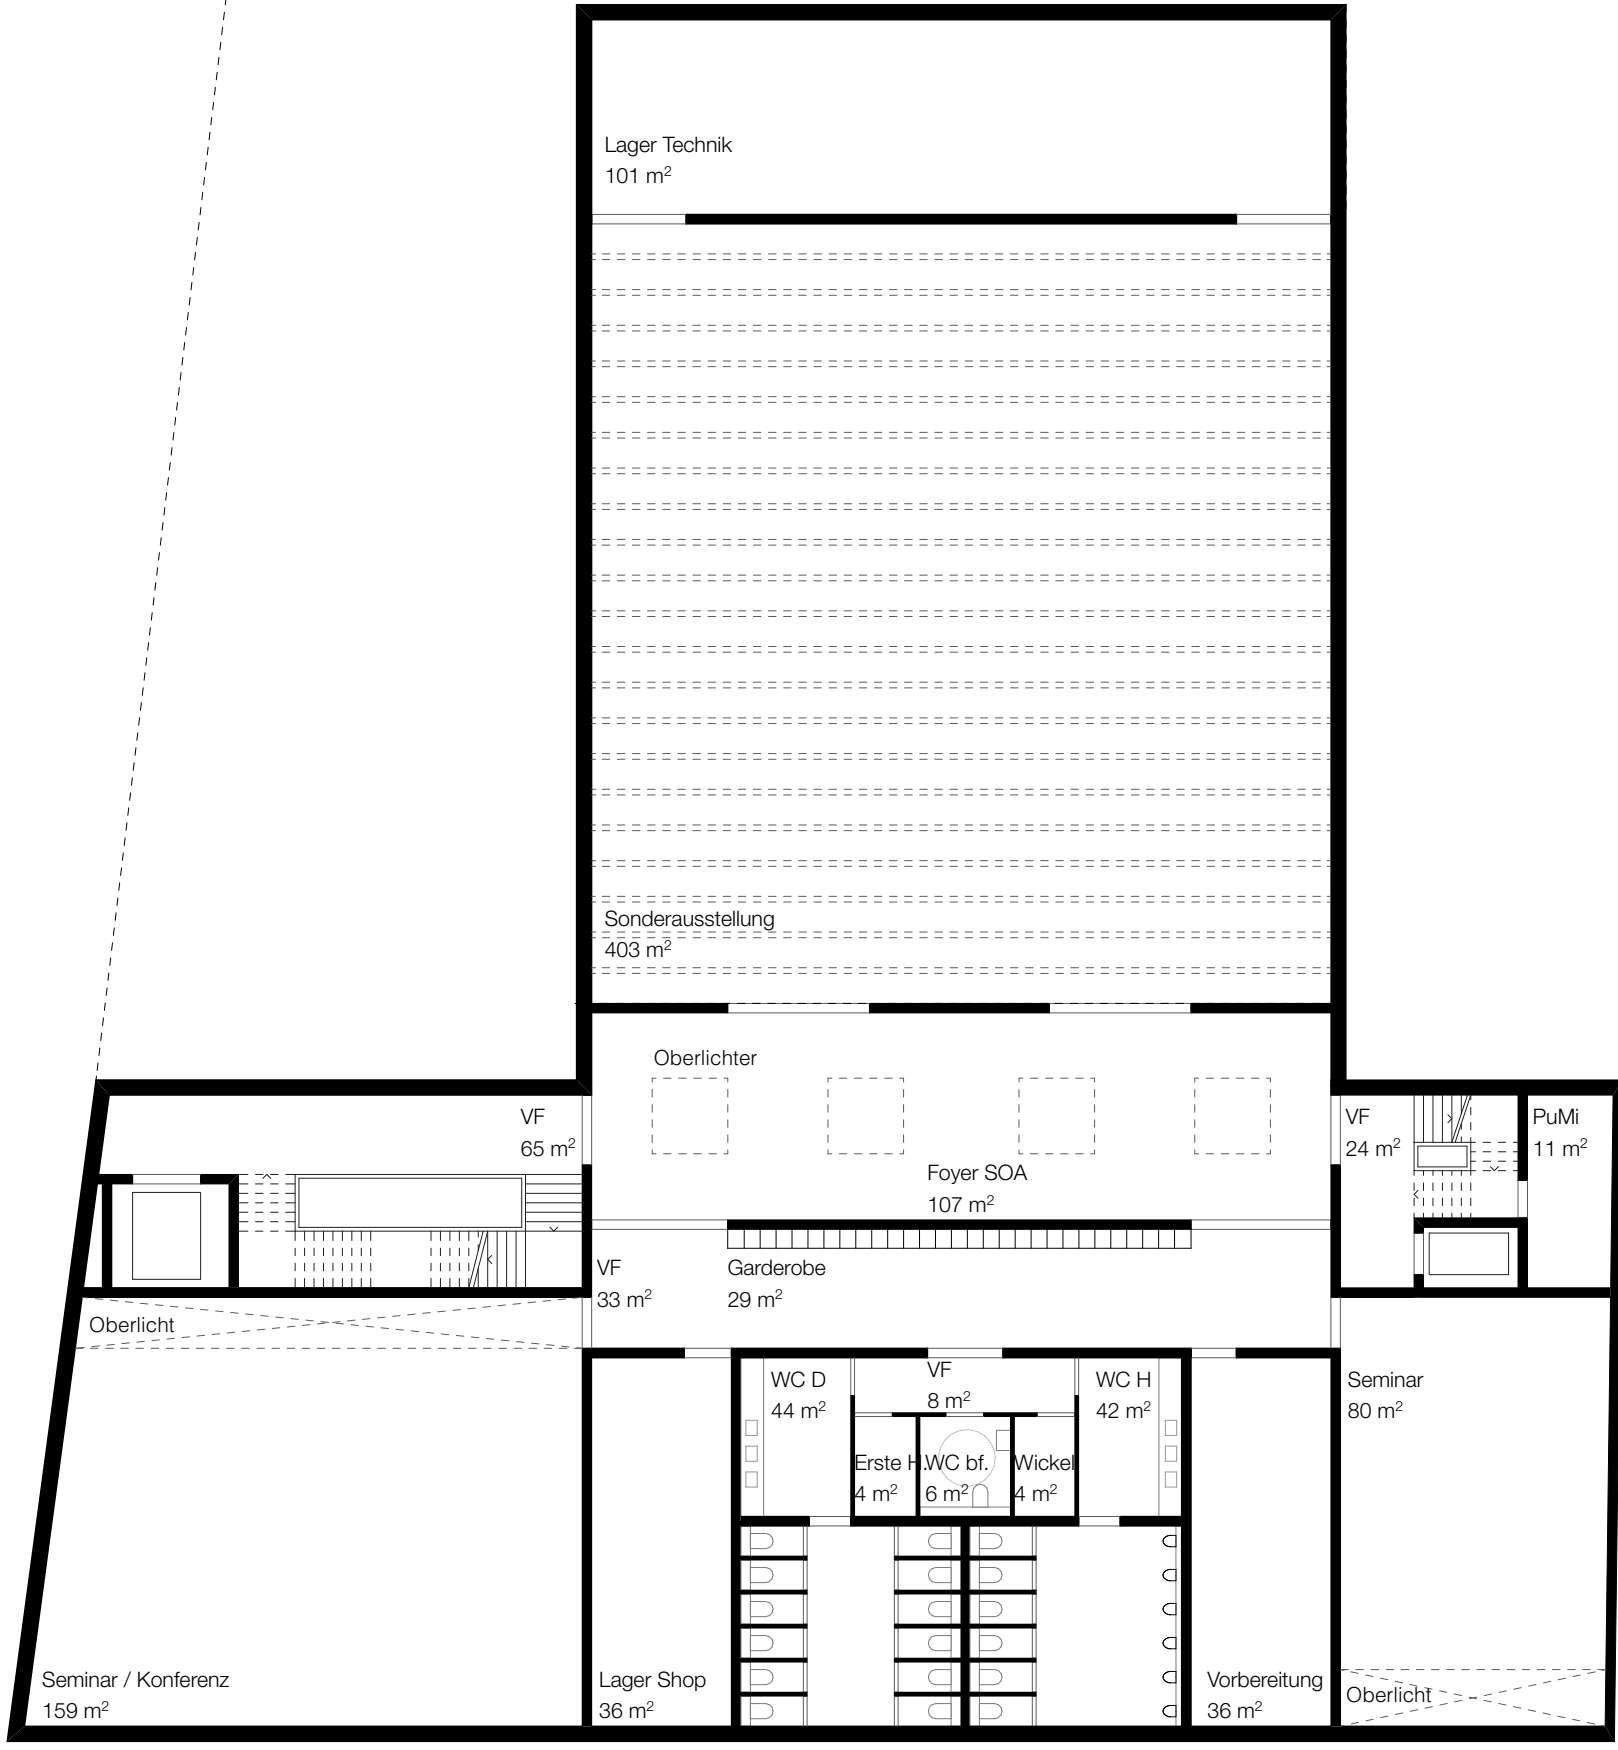 Lager Technik
101 m²
Sonderausstellung
403 m²
Oberlichter
VF
65 m²
Foyer SOA
107 m²
VF
24 m²
PuMi
11 m²
VF
33 m²
Garderobe
29 m²
Oberlicht
WC D
44 m²
VF
8 m²
WC H
42 m²
Seminar
80 m²
Erste H.
4 m²
WC bf.
6 m²
Wickel
4 m²
Seminar / Konferenz
159 m²
Lager Shop
36 m²
Vorbereitung
36 m²
Oberlicht